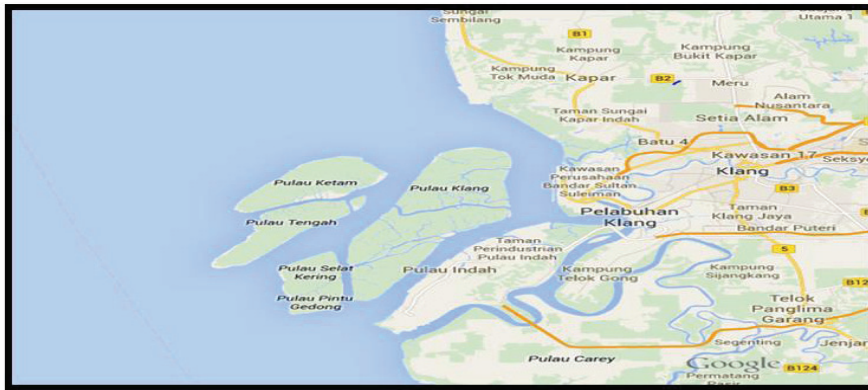 Sungai
Sembilang
Utama 1
B1
Kampung
Kapar
Kampung
Bukit Kapar
Kampung
Tok Muda
Kapar
B2
Meru
Alam
Nusantara
Taman Sungai
Kapar Indah
Setia Alam
Batu 4
Kawasan 17
Seksy
Kawasan
Perusahaan
Bandar Sultan
Suleiman
Klang
B3
Pulau Ketam
Pulau Klang
Pelabuhan
Klang
Taman
Klang Jaya
Bandar Puteri
Pulau Tengah
Taman
Perindustrian
Pulau Indah
5
Pulau Selat
Kering
Pulau Indah
Kampung
Telok Gong
Kampung
Sijangkang
B12
Pulau Pintu
Gedong
Telok
Panglima
Garang
Segenting
Jenjar
Pulau Carey
Google
B124
Permatang